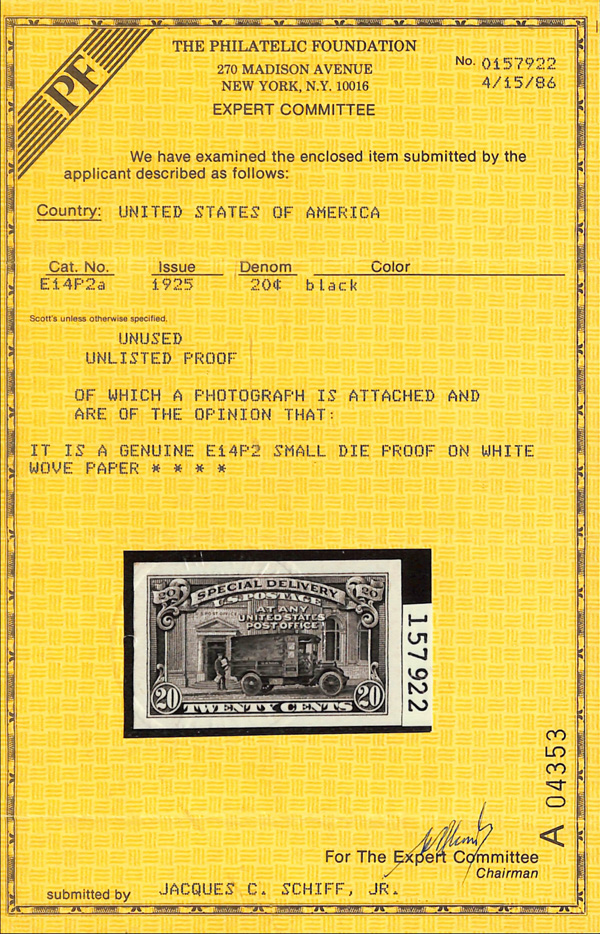 PF
THE PHILATELIC FOUNDATION
270 MADISON AVENUE
NEW YORK, N.Y. 10016
EXPERT COMMITTEE
No. 0157922
4/15/86
We have examined the enclosed item submitted by the
applicant described as follows:
Country: UNITED STATES OF AMERICA
Cat. No. Issue Denom Color
E14P2a 1925 20¢ black
Scott's unless otherwise specified.
UNUSED
UNLISTED PROOF
OF WHICH A PHOTOGRAPH IS ATTACHED AND
ARE OF THE OPINION THAT:
IT IS A GENUINE E14P2 SMALL DIE PROOF ON WHITE
WOVE PAPER * * * *
20 SPECIAL DELIVERY 20
U.S. POSTAGE
AT ANY
UNITED STATES
POST OFFICE
U.S. POST OFFICE
20 TWENTY CENTS 20
157922
A 04353
For The Expert Committee
Chairman
submitted by JACQUES C. SCHIFF, JR.